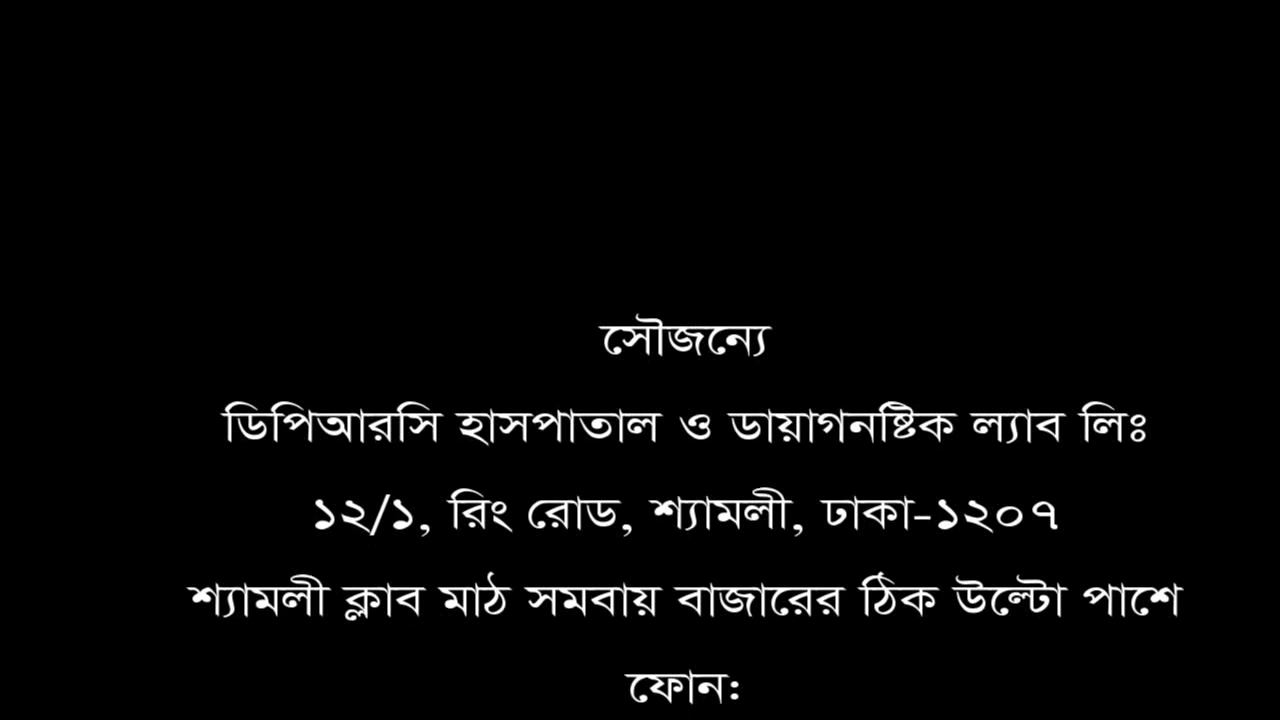 সৌজন্যে
ডিপিআরসি হাসপাতাল ও ডায়াগনষ্টিক ল্যাব লিঃ
১২/১, রিং রোড, শ্যামলী, ঢাকা-১২০৭
শ্যামলী ক্লাব মাঠ সমবায় বাজারের ঠিক উল্টো পাশে
ফোন: